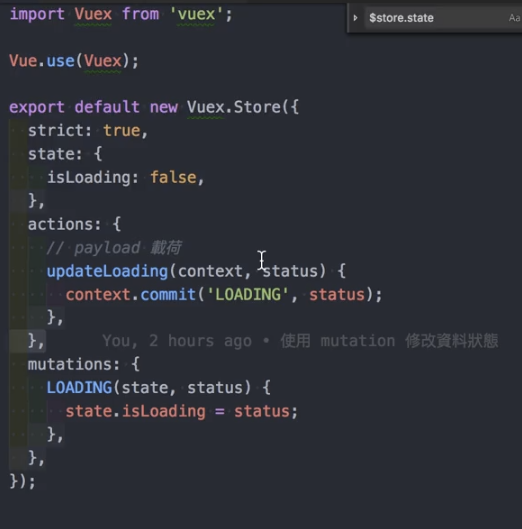 import Vuex from 'vuex';
$store.state
Aa
Vue.use(Vuex);
export default new Vuex.Store({
strict: true,
state: {
isLoading: false,
},
actions: {
// payload 載荷
updateLoading(context, status) {
context.commit('LOADING', status);
},
},
You, 2 hours ago • 使用 mutation 修改資料狀態
mutations: {
LOADING(state, status) {
state.isLoading = status;
},
},
});